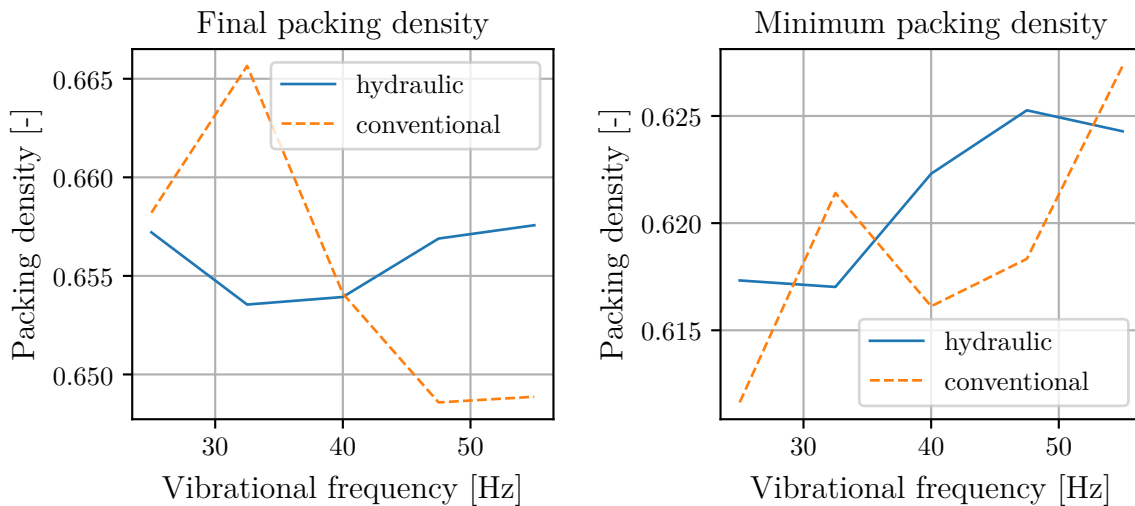 Final packing density
Packing density [-]
0.665
0.660
0.655
0.650
hydraulic
conventional
30
40
50
Vibrational frequency [Hz]
Minimum packing density
Packing density [-]
0.625
0.620
0.615
hydraulic
conventional
30
40
50
Vibrational frequency [Hz]